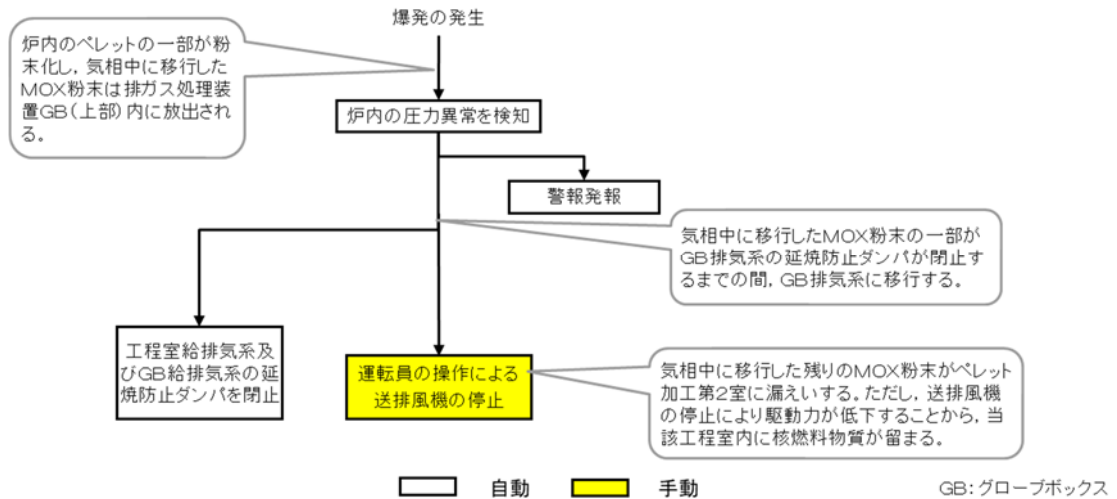 爆発の発生
炉内のペレットの一部が粉
末化し，気相中に移行した
MOX粉末は排ガス処理装
置GB（上部）内に放出され
る。
炉内の圧力異常を検知
警報発報
気相中に移行したMOX粉末の一部が
GB排気系の延焼防止ダンパが閉止す
るまでの間，GB排気系に移行する。
工程室給排気系及
びGB給排気系の延
焼防止ダンパを閉止
運転員の操作による
送排風機の停止
気相中に移行した残りのMOX粉末がペレット
加工第2室に漏えいする。ただし，送排風機
の停止により駆動力が低下することから，当
該工程室内に核燃料物質が留まる。
自動
手動
GB：グローブボックス